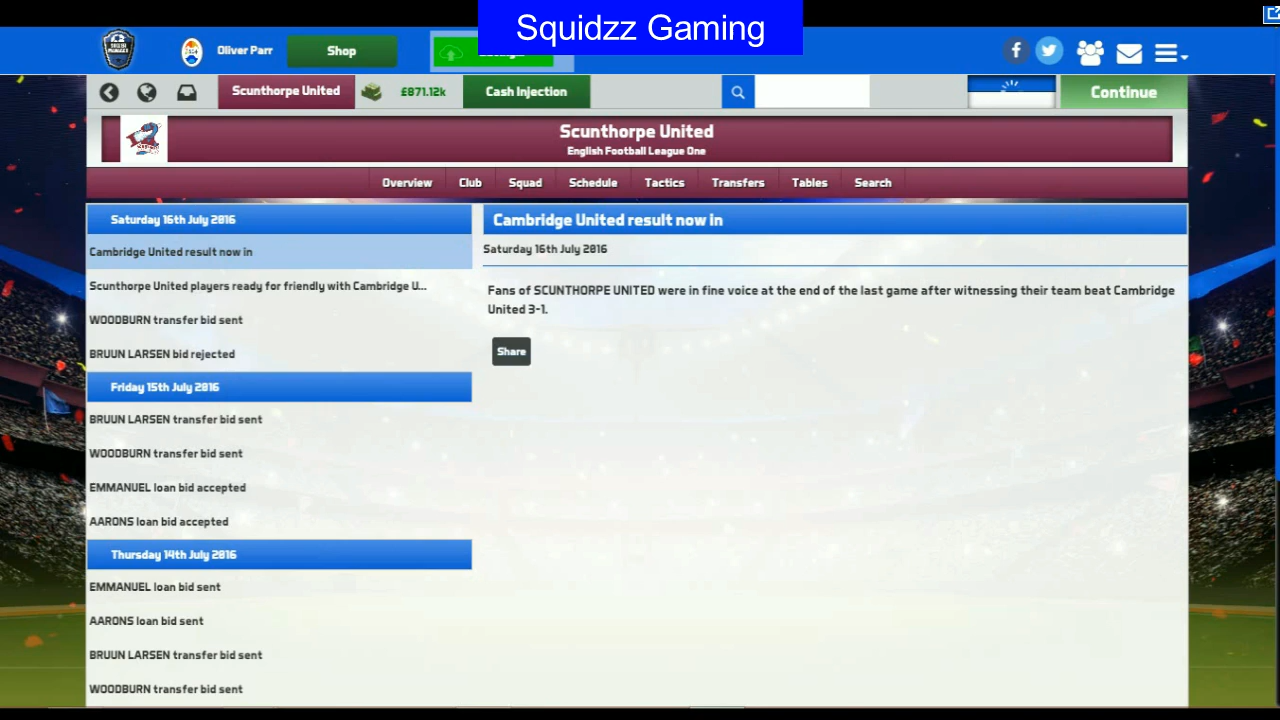 Squidzz Gaming
Oliver Parr
Shop
Scunthorpe United
£871.12k
Cash Injection
Continue
Scunthorpe United
English Football League One
Overview
Club
Squad
Schedule
Tactics
Transfers
Tables
Search
Saturday 16th July 2016
Cambridge United result now in
Scunthorpe United players ready for friendly with Cambridge U...
WOODBURN transfer bid sent
BRUUN LARSEN bid rejected
Friday 15th July 2016
BRUUN LARSEN transfer bid sent
WOODBURN transfer bid sent
EMMANUEL loan bid accepted
AARONS loan bid accepted
Thursday 14th July 2016
EMMANUEL loan bid sent
AARONS loan bid sent
BRUUN LARSEN transfer bid sent
WOODBURN transfer bid sent
Cambridge United result now in
Saturday 16th July 2016
Fans of SCUNTHORPE UNITED were in fine voice at the end of the last game after witnessing their team beat Cambridge
United 3-1.
Share